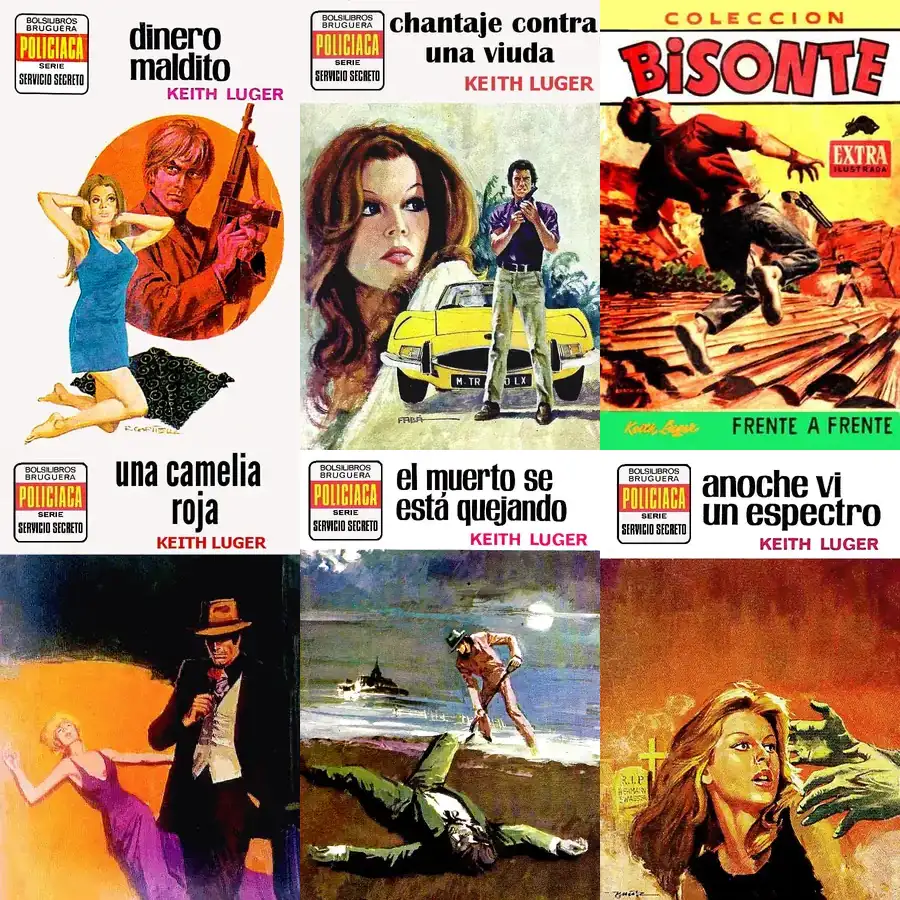 BOLSILIBROS
BRUGUERA
POLICIACA
SERIE
SERVICIO SECRETO
dinero
maldito
KEITH LUGER
R. CORTIELLA
BOLSILIBROS
BRUGUERA
POLICIACA
SERIE
SERVICIO SECRETO
chantaje contra
una viuda
KEITH LUGER
FABÁ
COLECCION
BiSONTE
EXTRA
ILUSTRADA
Keith Luger
FRENTE A FRENTE
BOLSILIBROS
BRUGUERA
POLICIACA
SERIE
SERVICIO SECRETO
una camelia
roja
KEITH LUGER
BOLSILIBROS
BRUGUERA
POLICIACA
SERIE
SERVICIO SECRETO
el muerto se
está quejando
KEITH LUGER
BOLSILIBROS
BRUGUERA
POLICIACA
SERIE
SERVICIO SECRETO
anoche vi
un espectro
KEITH LUGER
R.I.P